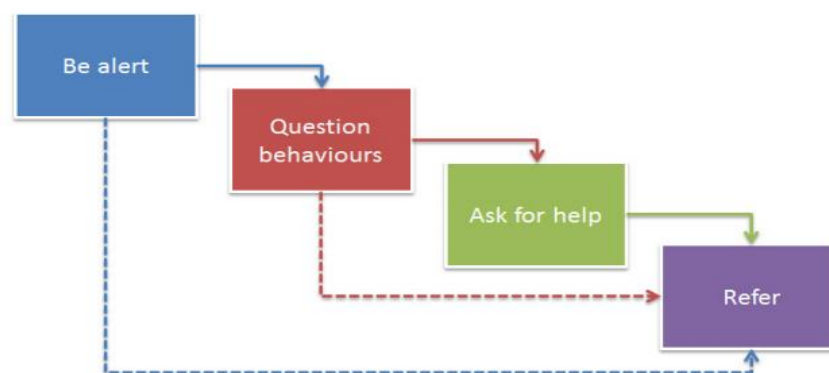 Be alert
Question
behaviours
Ask for help
Refer